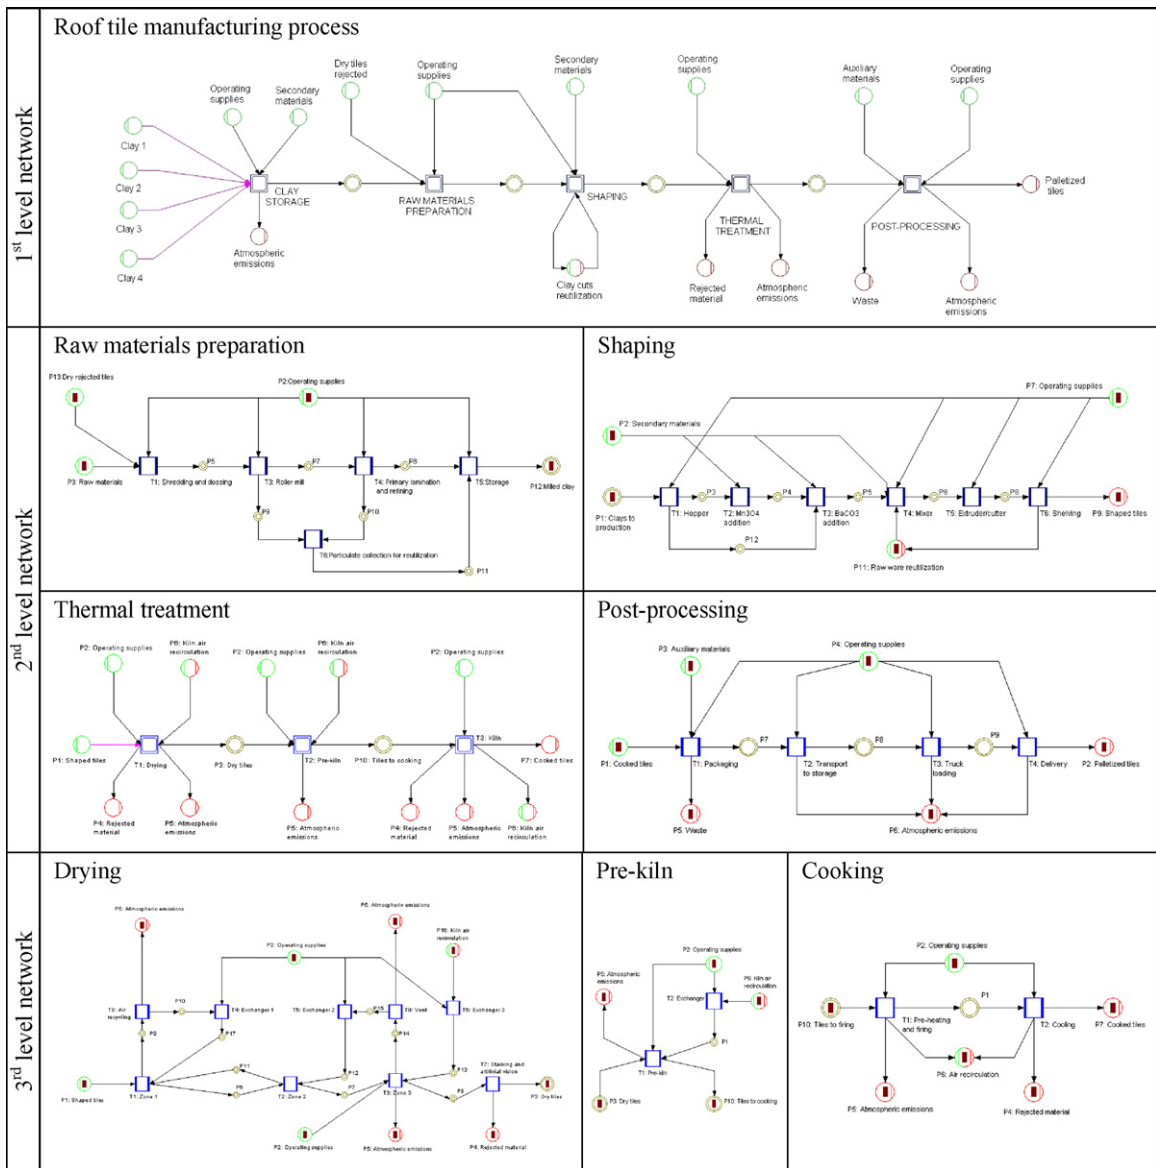 Roof tile manufacturing process
1st level network
Dry tiles
rejected
Operating
supplies
Secondary
materials
Operating
supplies
Auxiliary
materials
Operating
supplies
Operating
supplies
Secondary
materials
Clay 1
Clay 2
Clay 3
Clay 4
CLAY
STORAGE
RAW MATERIALS
PREPARATION
SHAPING
THERMAL
TREATMENT
POST-PROCESSING
Palletized
tiles
Atmospheric
emissions
Clay cuts
reutilization
Rejected
material
Atmospheric
emissions
Waste
Atmospheric
emissions
2nd level network
Raw materials preparation
P13:Dry rejected tiles
P2:Operating supplies
P3: Raw materials
T1: Shredding and dossing
P5
T3: Roller mill
P7
T4: Primary lamination
and refining
P8
T5:Storage
P12:Milled clay
P9
P10
T6:Particulate collection for reutilization
P11
Shaping
P7: Operating supplies
P2: Secondary materials
P1: Clays to
production
T1: Hopper
P3
T2: Mn3O4
addition
P4
T3: BaCO3
addition
P5
T4: Mixer
P6
T5: Extruder/cutter
P8
T6: Shelving
P9: Shaped tiles
P12
P11: Raw ware reutilization
Thermal treatment
P2: Operating supplies
P6: Kiln air
recirculation
P2: Operating supplies
P6: Kiln air
recirculation
P2: Operating supplies
P1: Shaped tiles
T1: Drying
P3: Dry tiles
T2: Pre-kiln
P10: Tiles to cooking
T3: Kiln
P7: Cooked tiles
P4: Rejected
material
P5: Atmospheric
emissions
P5: Atmospheric
emissions
P4: Rejected
material
P5: Atmospheric
emissions
P6: Kiln air
recirculation
Post-processing
P3: Auxiliary materials
P4: Operating supplies
P1: Cooked tiles
T1: Packaging
P7
T2: Transport
to storage
P8
T3: Truck
loading
P9
T4: Delivery
P2: Palletized tiles
P5: Waste
P6: Atmospheric emissions
3rd level network
Drying
P5: Atmospheric emissions
P5: Atmospheric emissions
P16: Kiln air
recirculation
P2: Operating supplies
T3: Air
recycling
P10
T4: Exchanger 1
T5: Exchanger 2
P15
T9: Vent
T6: Exchanger 3
P9
P17
P14
P11
P12
P13
T7: Staining and
artificial vision
P1: Shaped tiles
T1: Zone 1
P6
T2: Zone 2
P7
T3: Zone 3
P8
P3: Dry tiles
P2: Operating supplies
P5: Atmospheric emissions
P4: Rejected material
Pre-kiln
P2: Operating supplies
P5: Atmospheric
emissions
P6: Kiln air
recirculation
T2: Exchanger
P1
T1: Pre-kiln
P3: Dry tiles
P10: Tiles to cooking
Cooking
P2: Operating supplies
P10: Tiles to firing
T1: Pre-heating
and firing
P1
T2: Cooling
P7: Cooked tiles
P6: Air recirculation
P5: Atmospheric emissions
P4: Rejected material